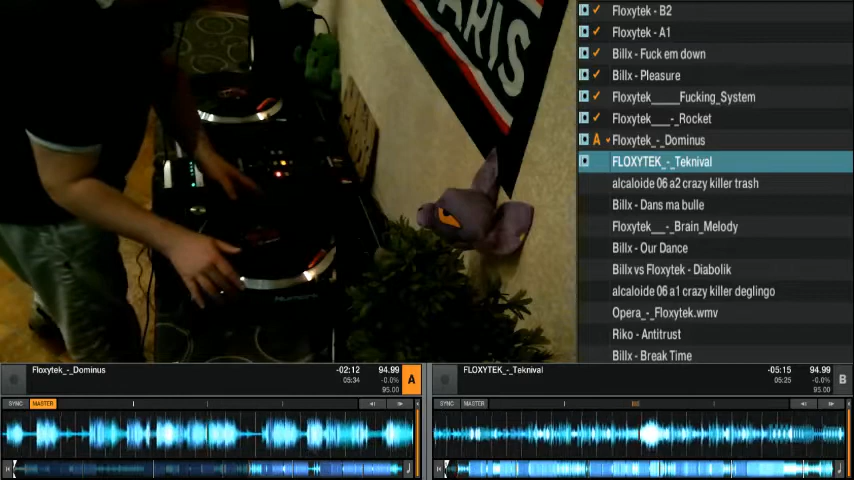 PARIS
Floxytek - B2
Floxytek - A1
Billx - Fuck em down
Billx - Pleasure
Floxytek_____Fucking_System
Floxytek___-_Rocket
A Floxytek_-_Dominus
FLOXYTEK_-_Teknival
alcaloide 06 a2 crazy killer trash
Billx - Dans ma bulle
Floxytek__-_Brain_Melody
Billx - Our Dance
Billx vs Floxytek - Diabolik
alcaloide 06 a1 crazy killer deglingo
Opera_-_Floxytek.wmv
Riko - Antitrust
Billx - Break Time
Floxytek_-_Dominus
-02:12 94.99
05:34 -0.0%
95.00
A
SYNC MASTER
FLOXYTEK_-_Teknival
-05:15 94.99
05:25 -0.0%
95.00
B
SYNC MASTER